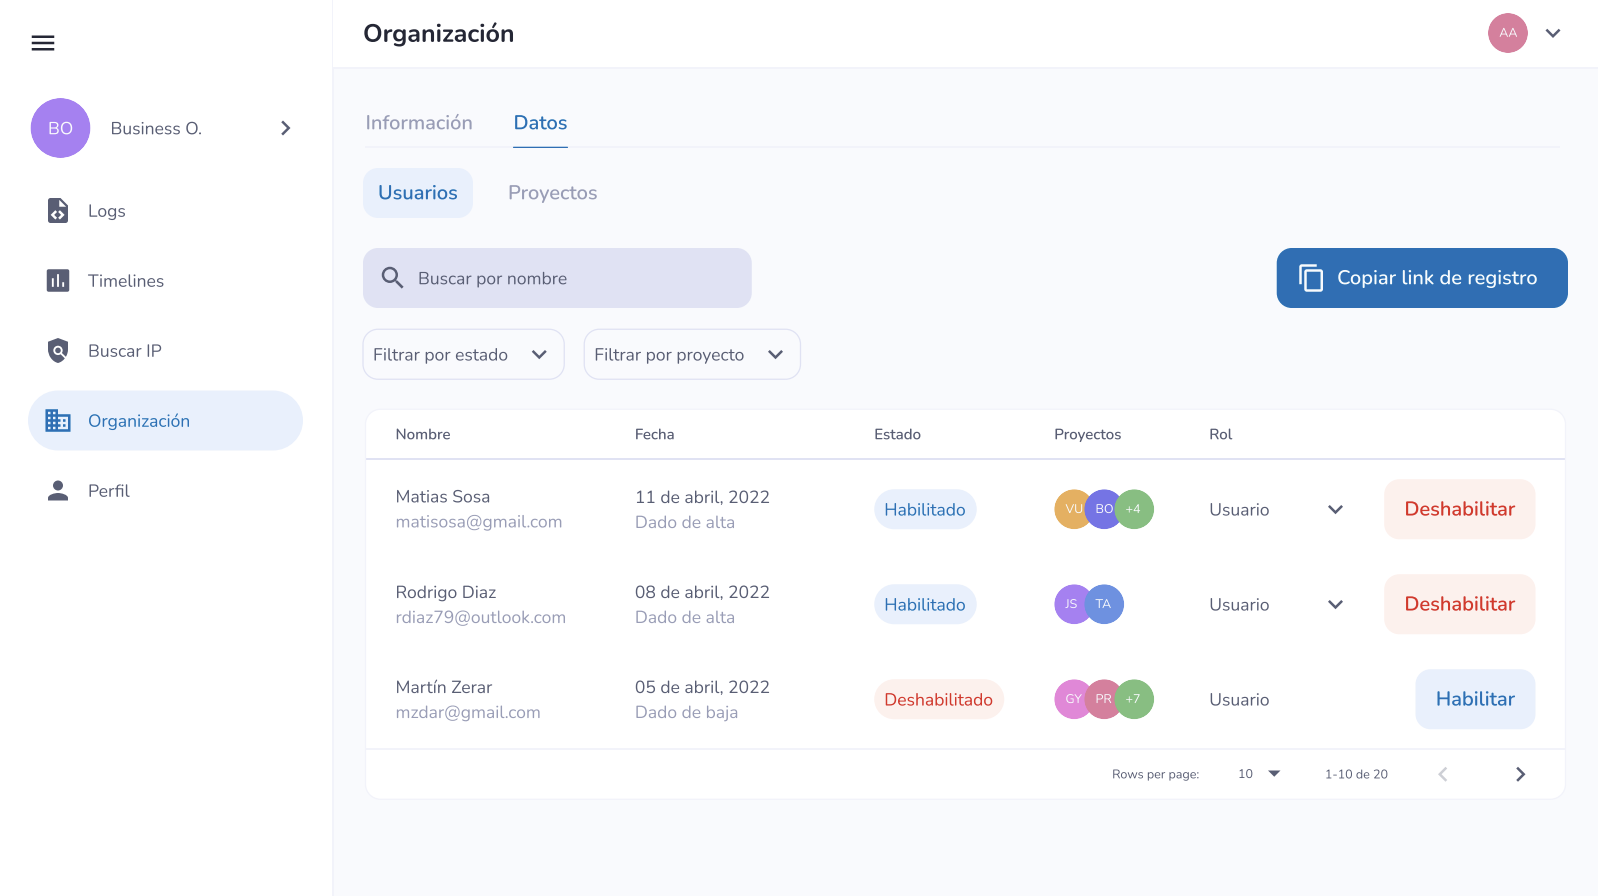 Organización
AA
BO
Business O.
Logs
Timelines
Buscar IP
Organización
Perfil
Información
Datos
Usuarios
Proyectos
Buscar por nombre
Copiar link de registro
Filtrar por estado
Filtrar por proyecto
Nombre Fecha Estado Proyectos Rol
Matias Sosa
matisosa@gmail.com
11 de abril, 2022
Dado de alta
Habilitado
VU BO +4
Usuario
Deshabilitar
Rodrigo Diaz
rdiaz79@outlook.com
08 de abril, 2022
Dado de alta
Habilitado
JS TA
Usuario
Deshabilitar
Martín Zerar
mzdar@gmail.com
05 de abril, 2022
Dado de baja
Deshabilitado
GY PR +7
Usuario
Habilitar
Rows per page: 10 1-10 de 20